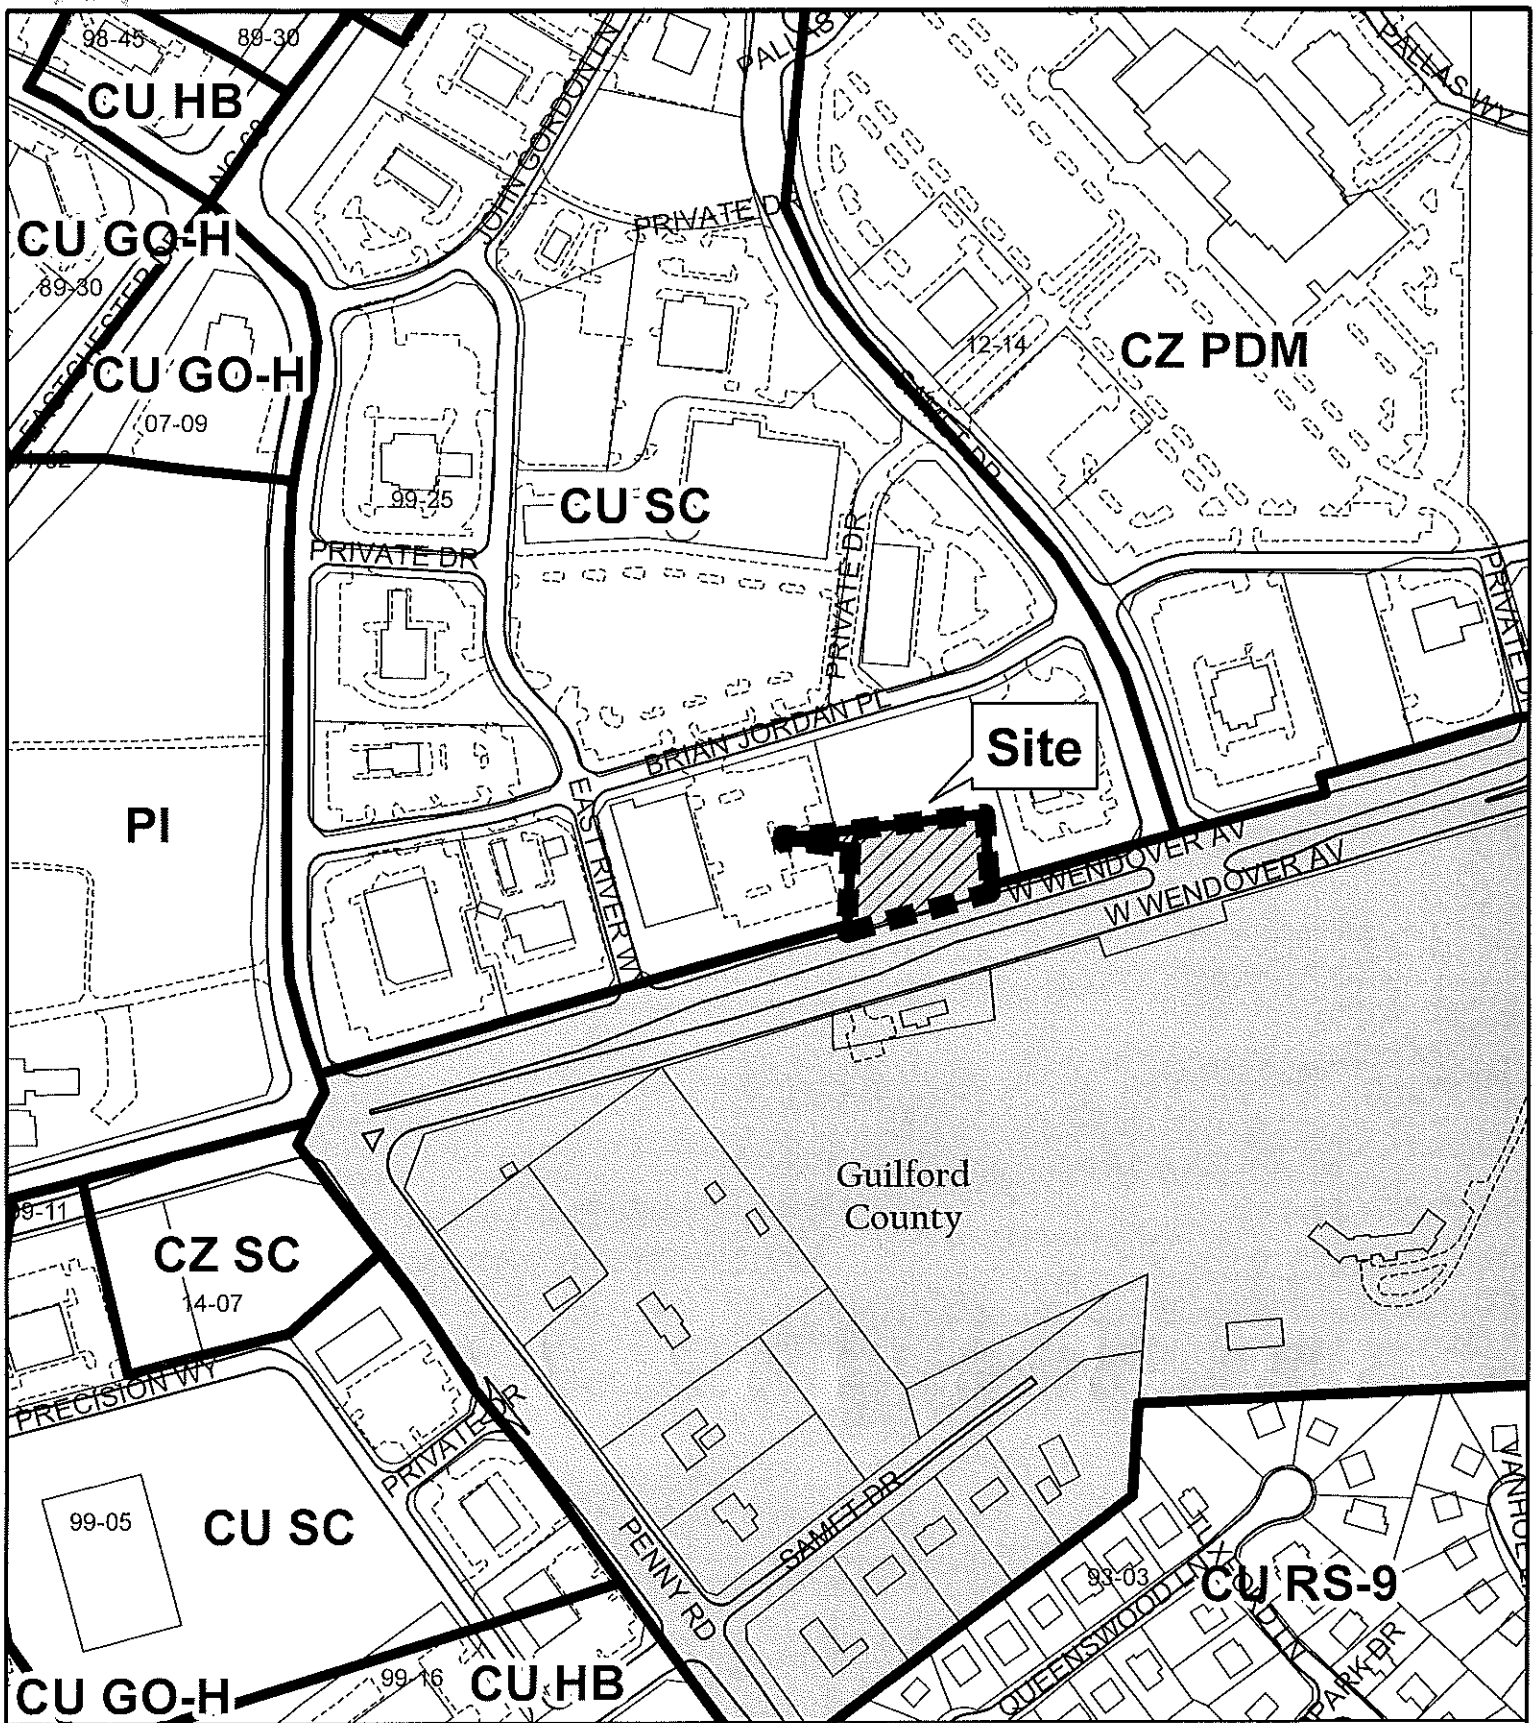 98-45
89-30
CU HB
JOHN GORDON LN
PALLAS WY
CU GO-H
89-30
PRIVATE DR
CU GO-H
07-09
12-14
CZ PDM
SAMET DR
99-25
CU SC
PRIVATE DR
PRIVATE DR
BRIAN JORDAN PL
Site
PI
W WENDOVER AV
W WENDOVER AV
Guilford
County
CZ SC
14-07
PRECISION WY
PRIVATE DR
99-05
CU SC
PENNY RD
SAMET DR
93-03
CU RS-9
QUEENSWOOD LN
PARK DR
CU GO-H
99-16
CU HB